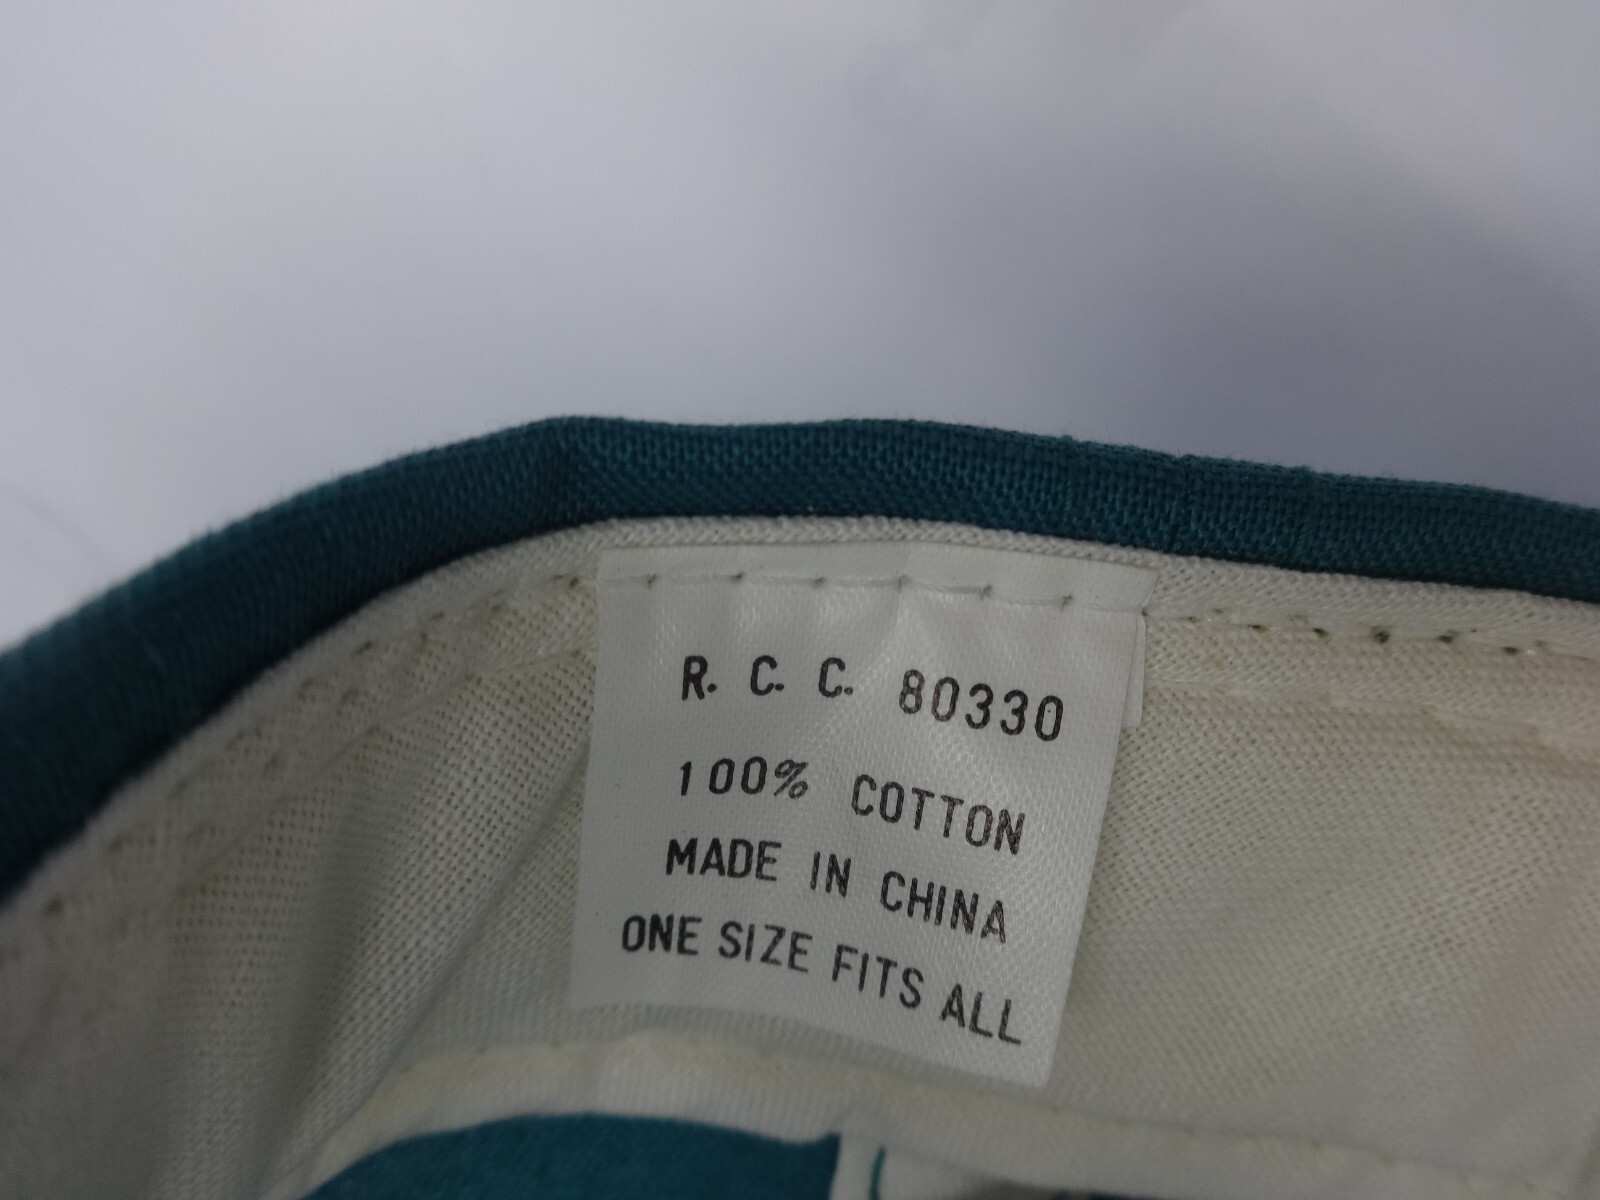 R. C. C. 80330
100% COTTON
MADE IN CHINA
ONE SIZE FITS ALL